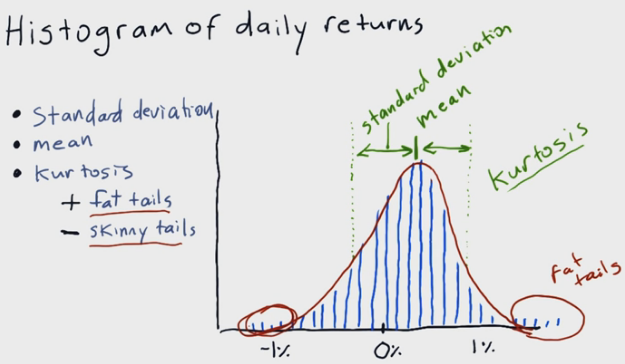 Histogram of daily returns
• Standard deviation
• mean
• Kurtosis
+ fat tails
– skinny tails
standard deviation
mean
Kurtosis
fat
tails
-1%
0%
1%